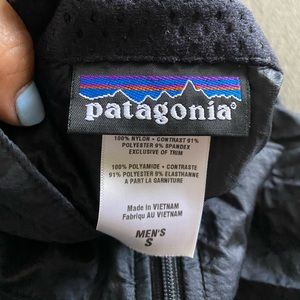 patagonia®
100% NYLON • CONTRAST 91%
POLYESTER 9% SPANDEX
EXCLUSIVE OF TRIM
100% POLYAMIDE • CONTRASTE
91% POLYESTER 9% ELASTHANNE
A PART LA GARNITURE
Made in VIETNAM
Fabriqu AU VIETNAM
MEN'S
S